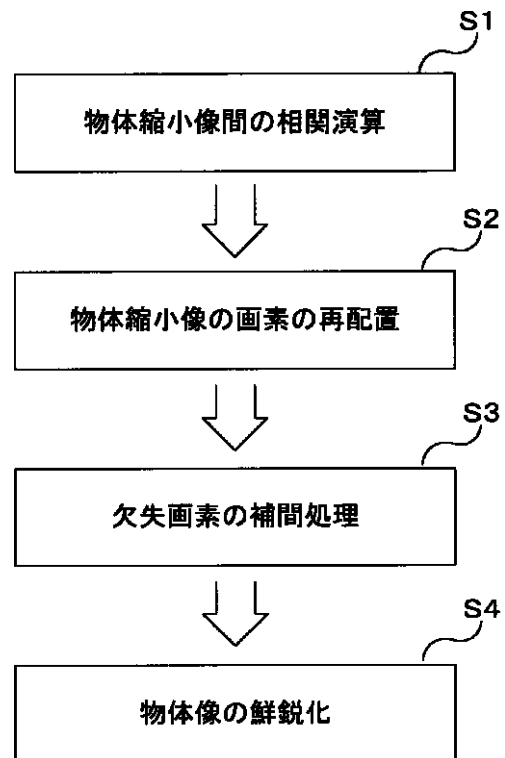 S1
物体縮小像間の相関演算
S2
物体縮小像の画素の再配置
S3
欠失画素の補間処理
S4
物体像の鮮鋭化